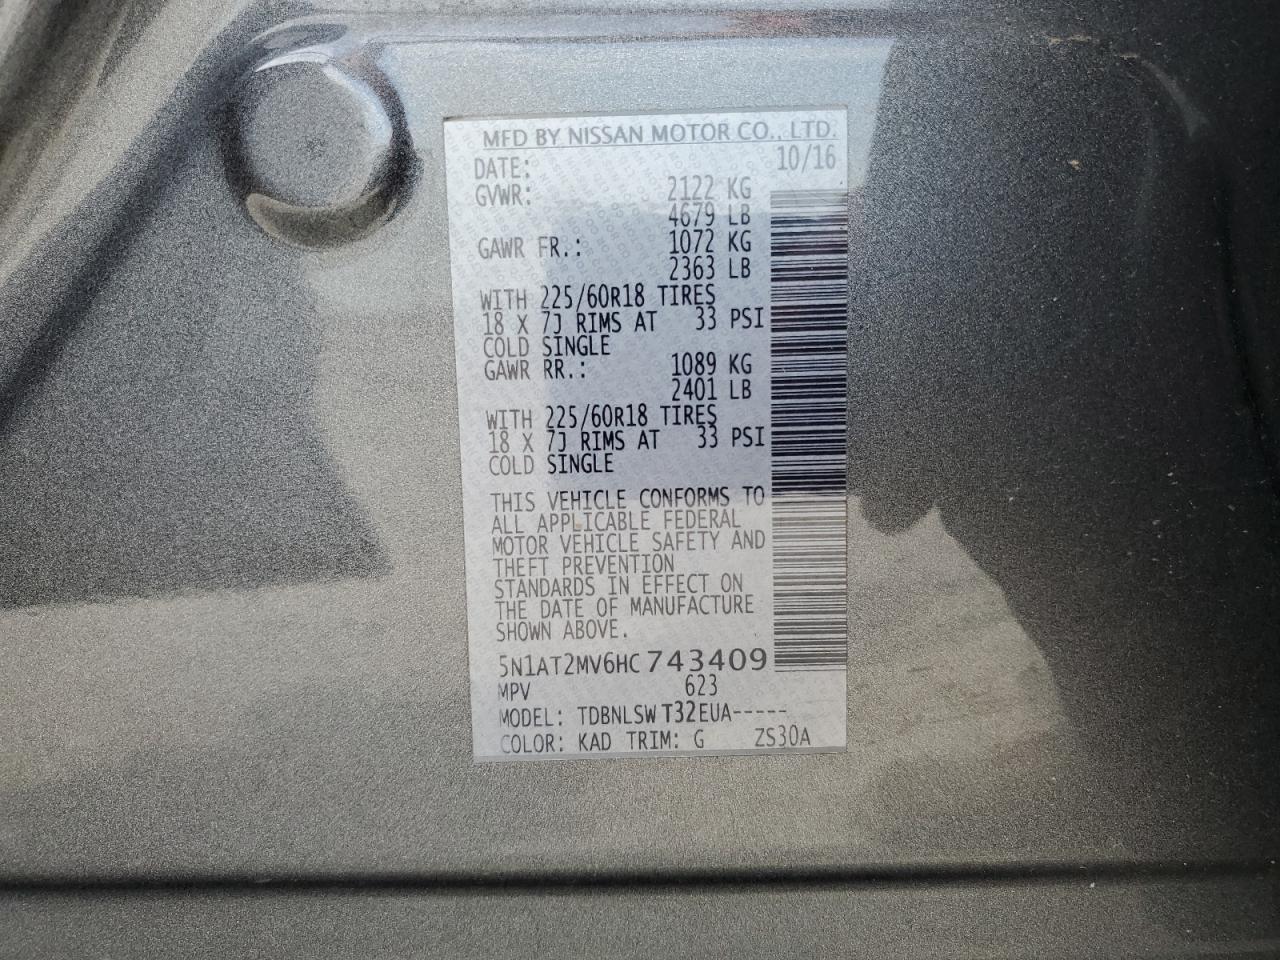 MFD BY NISSAN MOTOR CO., LTD.
DATE: 10/16
GVWR: 2122 KG
4679 LB
GAWR FR.: 1072 KG
2363 LB
WITH 225/60R18 TIRES
18 X 7J RIMS AT 33 PSI
COLD SINGLE
GAWR RR.: 1089 KG
2401 LB
WITH 225/60R18 TIRES
18 X 7J RIMS AT 33 PSI
COLD SINGLE
THIS VEHICLE CONFORMS TO
ALL APPLICABLE FEDERAL
MOTOR VEHICLE SAFETY AND
THEFT PREVENTION
STANDARDS IN EFFECT ON
THE DATE OF MANUFACTURE
SHOWN ABOVE.
5N1AT2MV6HC743409
MPV 623
MODEL: TDBNLSWT32EUA-----
COLOR: KAD TRIM: G ZS30A